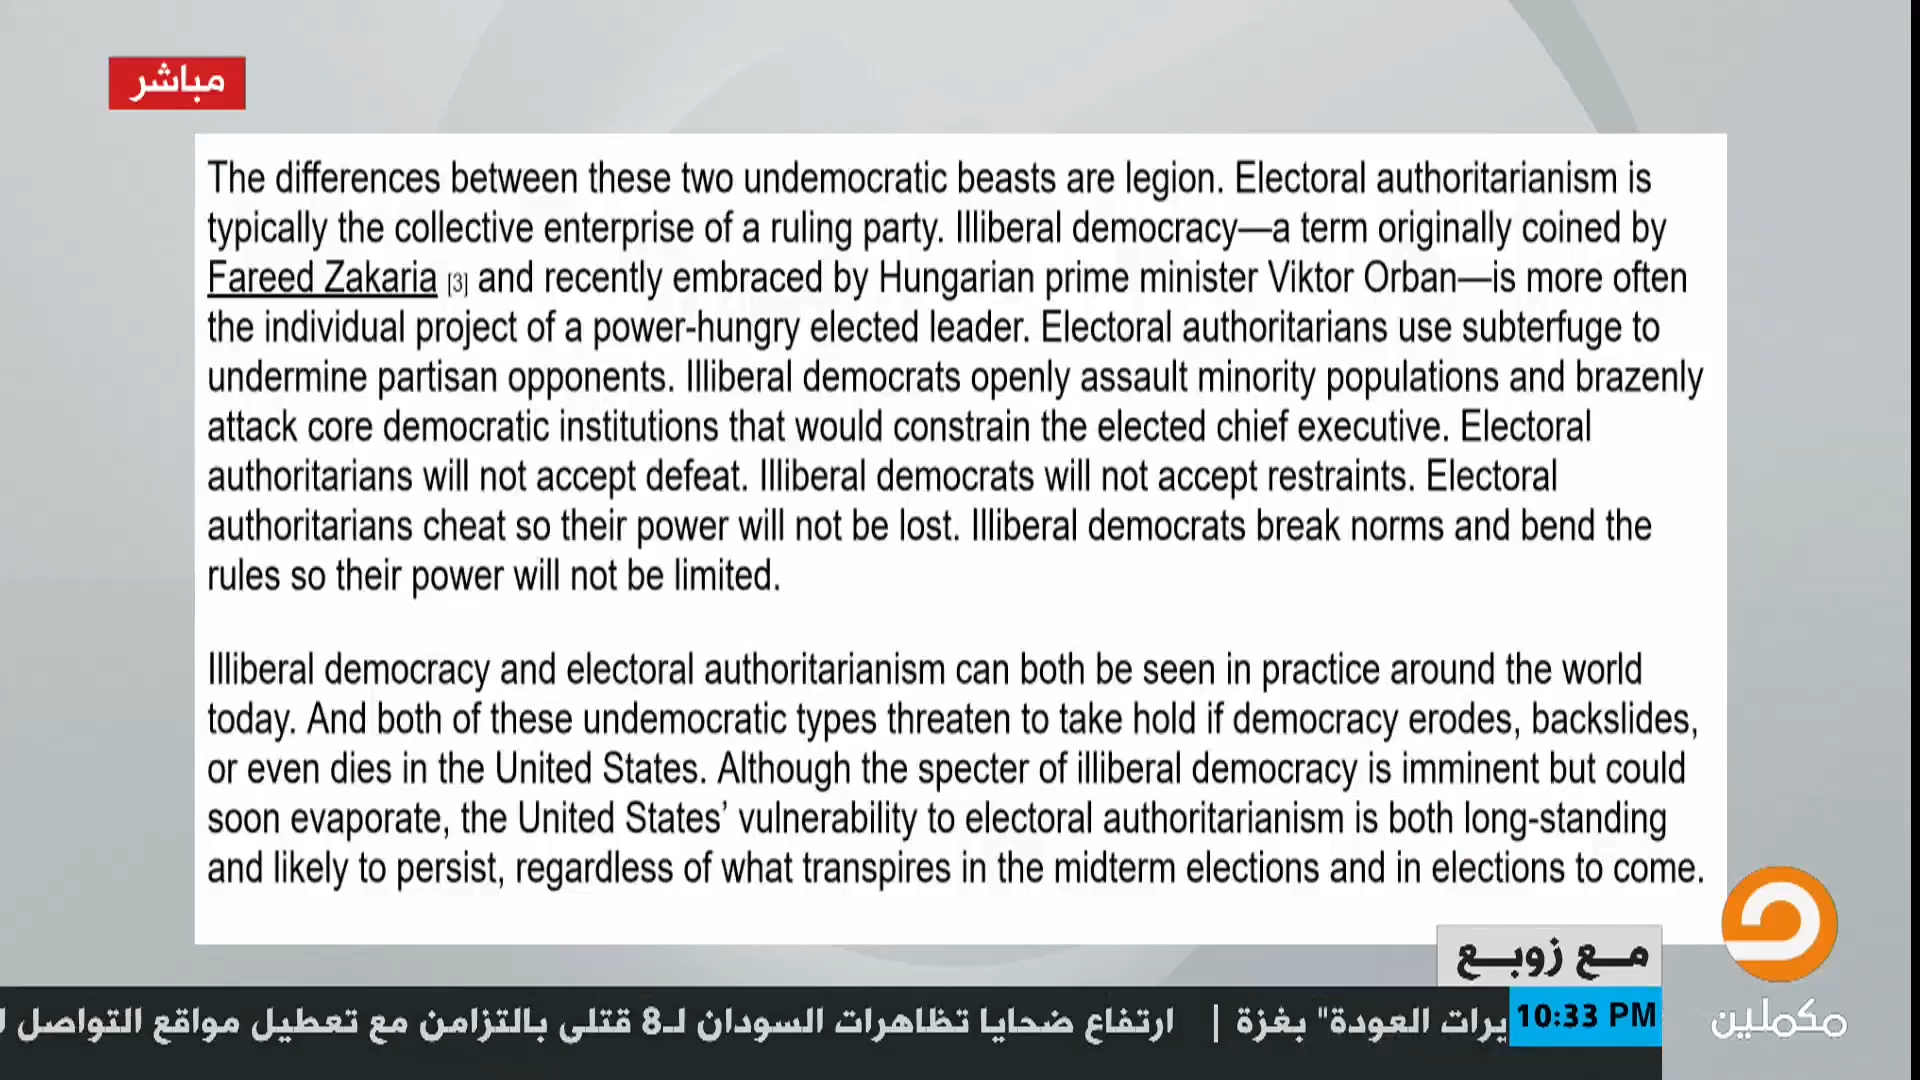 مباشر
The differences between these two undemocratic beasts are legion. Electoral authoritarianism is
typically the collective enterprise of a ruling party. Illiberal democracy—a term originally coined by
Fareed Zakaria [3] and recently embraced by Hungarian prime minister Viktor Orban—is more often
the individual project of a power-hungry elected leader. Electoral authoritarians use subterfuge to
undermine partisan opponents. Illiberal democrats openly assault minority populations and brazenly
attack core democratic institutions that would constrain the elected chief executive. Electoral
authoritarians will not accept defeat. Illiberal democrats will not accept restraints. Electoral
authoritarians cheat so their power will not be lost. Illiberal democrats break norms and bend the
rules so their power will not be limited.
Illiberal democracy and electoral authoritarianism can both be seen in practice around the world
today. And both of these undemocratic types threaten to take hold if democracy erodes, backslides,
or even dies in the United States. Although the specter of illiberal democracy is imminent but could
soon evaporate, the United States’ vulnerability to electoral authoritarianism is both long-standing
and likely to persist, regardless of what transpires in the midterm elections and in elections to come.
مـع زوبـع
10:33 PM
يرات العودة" بغزة | ارتفاع ضحايا تظاهرات السودان لـ8 قتلى بالتزامن مع تعطيل مواقع التواصل
مكملين